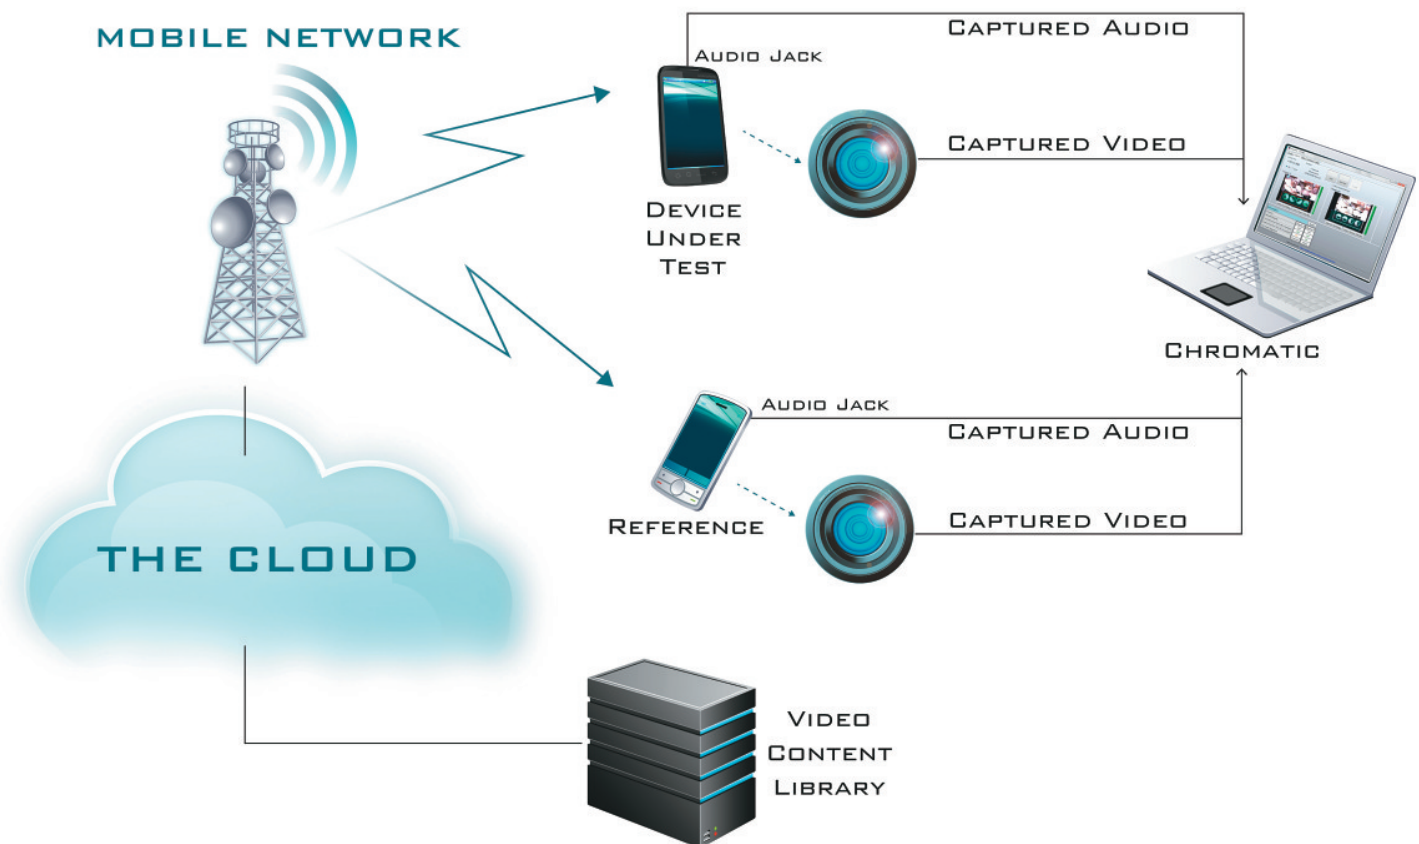 MOBILE NETWORK
CAPTURED AUDIO
AUDIO JACK
CAPTURED VIDEO
DEVICE
UNDER
TEST
CHROMATIC
AUDIO JACK
CAPTURED AUDIO
REFERENCE
CAPTURED VIDEO
THE CLOUD
VIDEO
CONTENT
LIBRARY